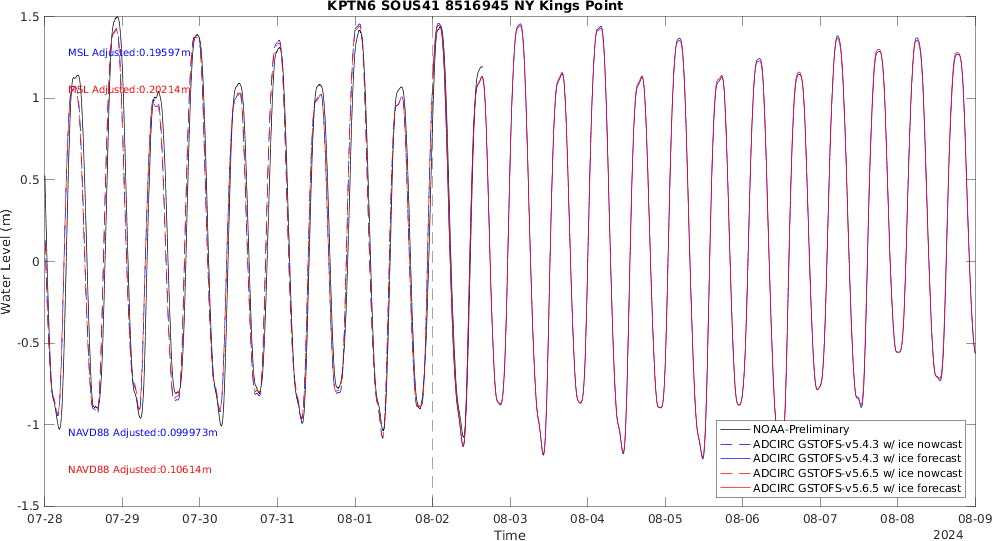 KPTN6 SOUS41 8516945 NY Kings Point
1.5
1
0.5
0
-0.5
-1
-1.5
Water Level (m)
MSL Adjusted:0.19597m
MSL Adjusted:0.20214m
NAVD88 Adjusted:0.099973m
NAVD88 Adjusted:0.10614m
NOAA-Preliminary
ADCIRC GSTOFS-v5.4.3 w/ ice nowcast
ADCIRC GSTOFS-v5.4.3 w/ ice forecast
ADCIRC GSTOFS-v5.6.5 w/ ice nowcast
ADCIRC GSTOFS-v5.6.5 w/ ice forecast
07-28 07-29 07-30 07-31 08-01 08-02 08-03 08-04 08-05 08-06 08-07 08-08 08-09
Time
2024